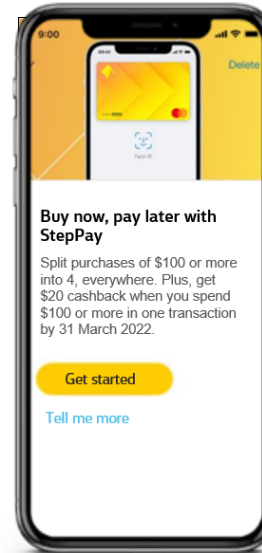 9:00
Delete
Face ID
Buy now, pay later with
StepPay
Split purchases of $100 or more
into 4, everywhere. Plus, get
$20 cashback when you spend
$100 or more in one transaction
by 31 March 2022.
Get started
Tell me more